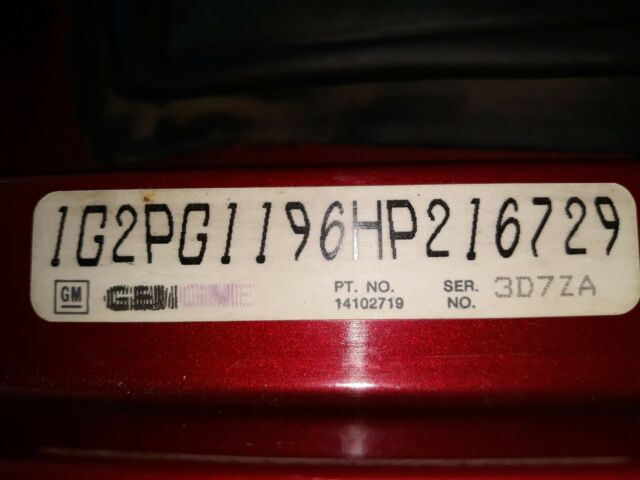 1G2PG1196HP216729
GM PT. NO. SER. 3D7ZA
14102719 NO.